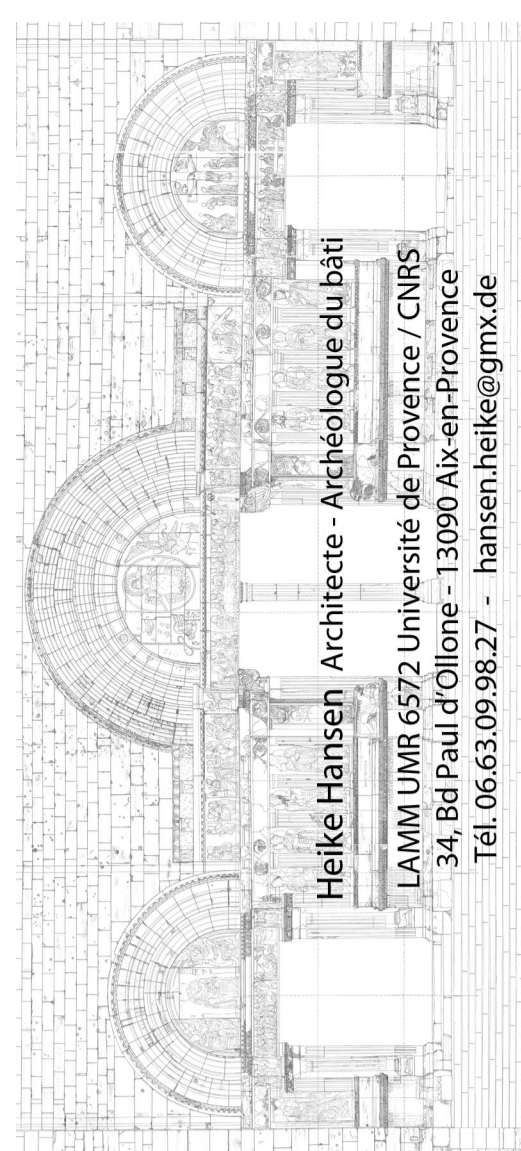 Heike Hansen Architecte - Archéologue du bâti
LAMM UMR 6572 Université de Provence / CNRS
34, Bd Paul d'Ollone - 13090 Aix-en-Provence
Tél. 06.63.09.98.27 - hansen.heike@gmx.de